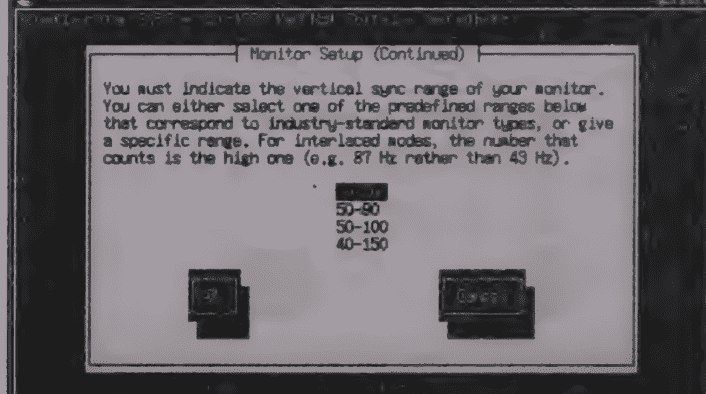 Monitor Setup (Continued)
You must indicate the vertical sync range of your monitor.
You can either select one of the predefined ranges below
that correspond to industry-standard monitor types, or give
a specific range. For interlaced modes, the number that
counts is the high one (e.g. 87 Hz rather than 43 Hz).
50-90
50-100
40-150